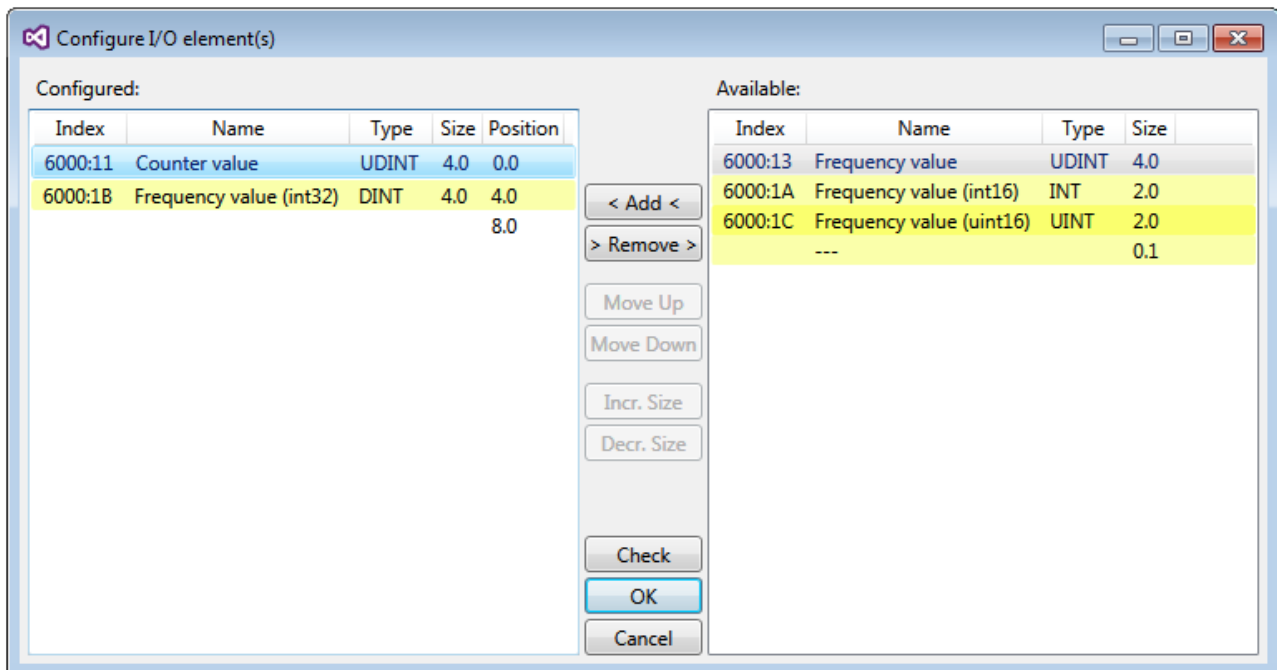 Configure I/O element(s)
Configured:
Index Name Type Size Position
6000:11 Counter value UDINT 4.0 0.0
6000:1B Frequency value (int32) DINT 4.0 4.0
8.0
< Add <
> Remove >
Move Up
Move Down
Incr. Size
Decr. Size
Check
OK
Cancel
Available:
Index Name Type Size
6000:13 Frequency value UDINT 4.0
6000:1A Frequency value (int16) INT 2.0
6000:1C Frequency value (uint16) UINT 2.0
--- 0.1